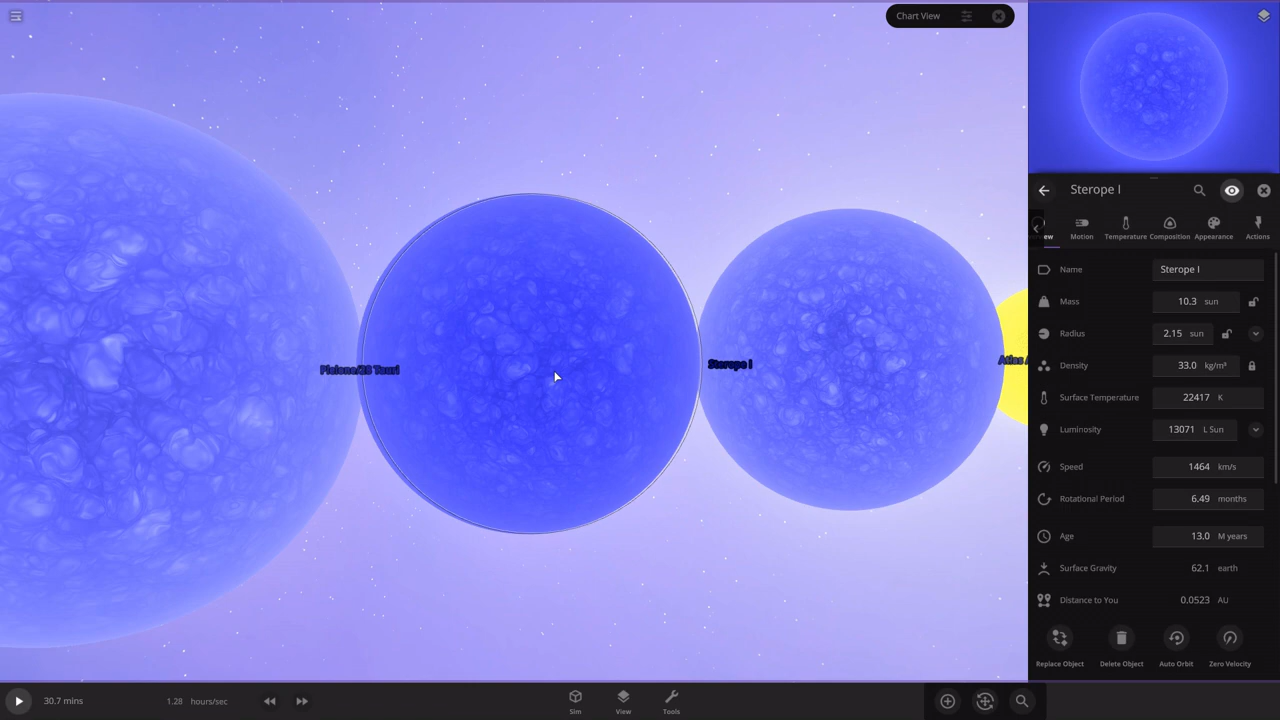 Chart View
Pleione/28 Tauri
Sterope I
Atlas
Sterope I
Motion
Temperature
Composition
Appearance
Actions
Name
Sterope I
Mass
10.3 sun
Radius
2.15 sun
Density
33.0 kg/m³
Surface Temperature
22417 K
Luminosity
13071 L Sun
Speed
1464 km/s
Rotational Period
6.49 months
Age
13.0 M years
Surface Gravity
62.1 earth
Distance to You
0.0523 AU
Replace Object
Delete Object
Auto Orbit
Zero Velocity
30.7 mins
1.28 hours/sec
Sim
View
Tools